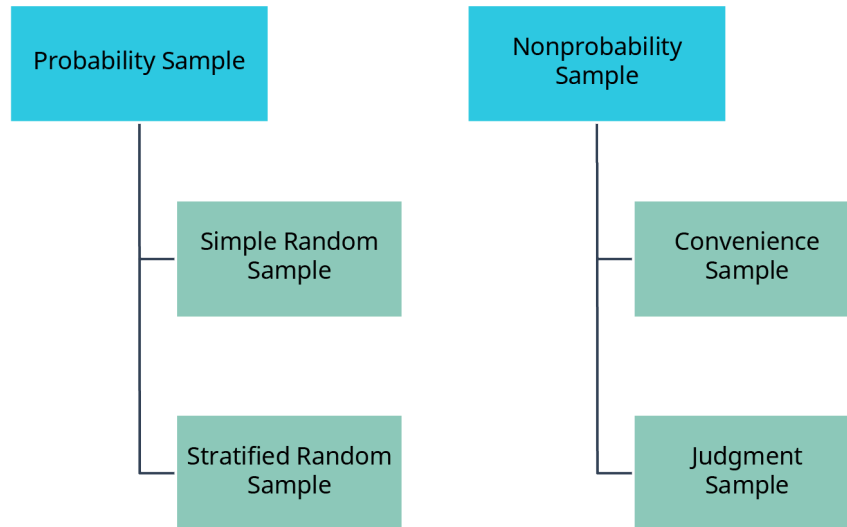 Probability Sample
Simple Random
Sample
Stratified Random
Sample
Nonprobability
Sample
Convenience
Sample
Judgment
Sample